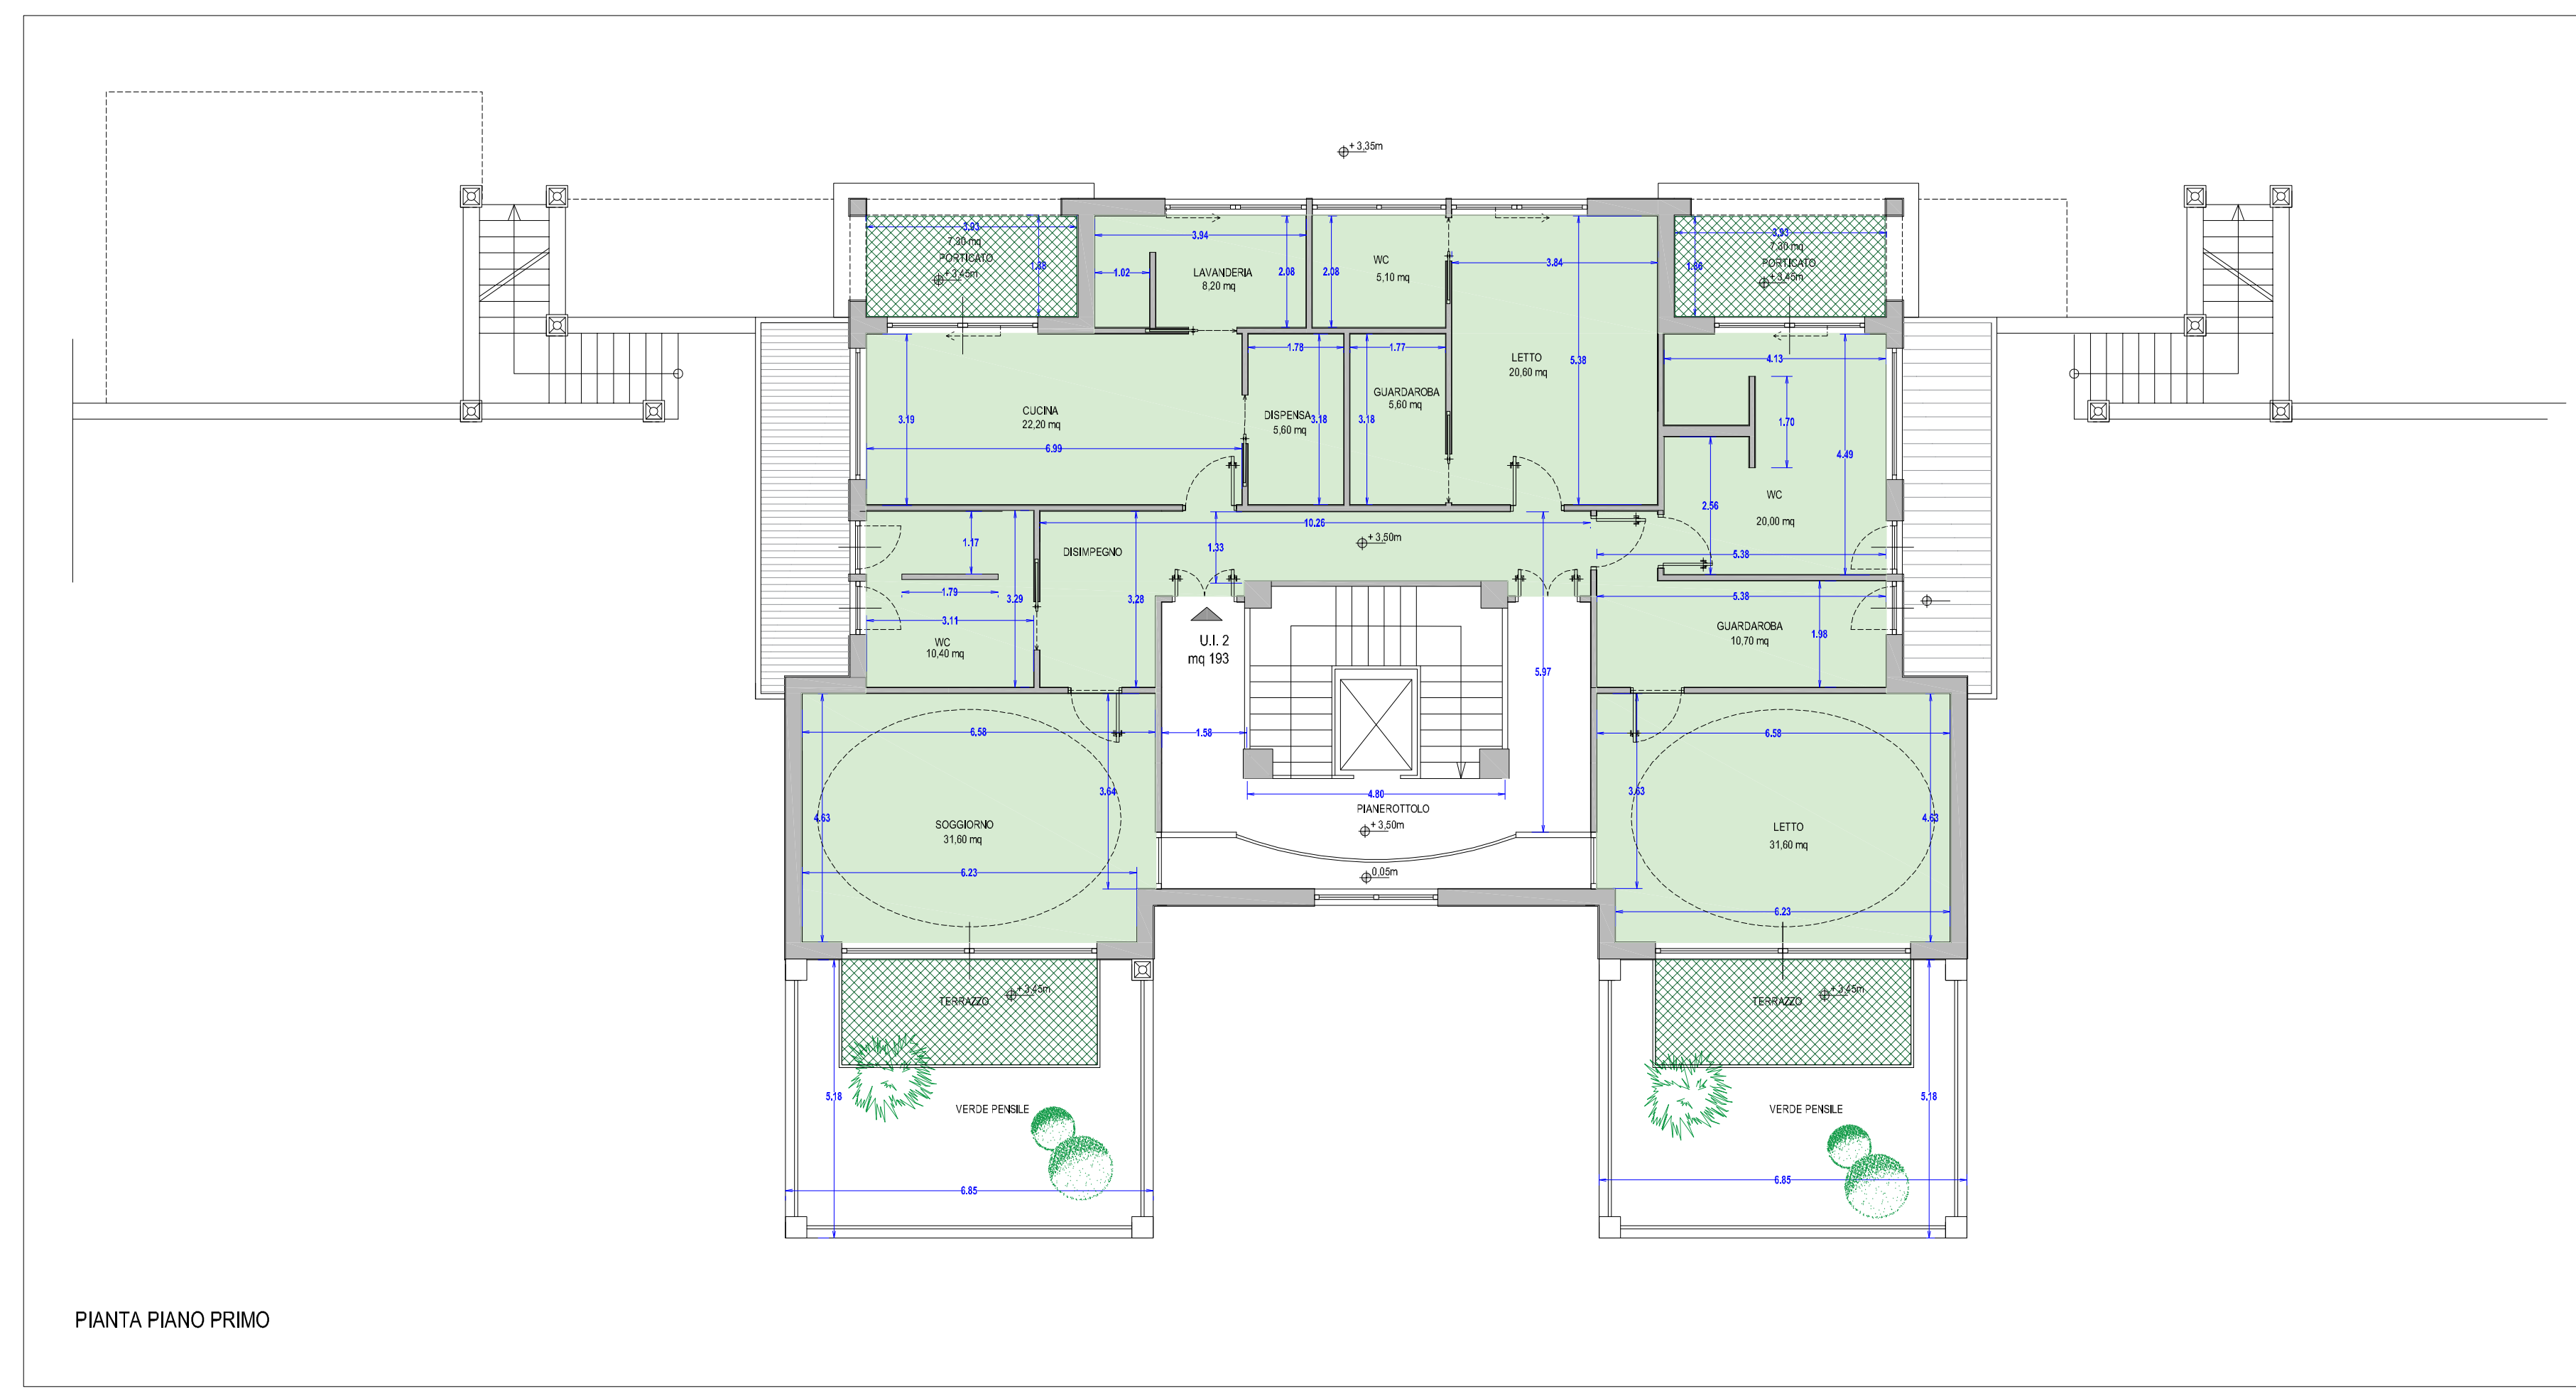 + 3,35m
3.93
7,30 mq
PORTICATO
+ 3,45m
1.88
3.94
1.02
LAVANDERIA
8,20 mq
2.08
2.08
WC
5,10 mq
3.84
3.93
7,30 mq
PORTICATO
+ 3,45m
1.86
CUCINA
22,20 mq
3.19
6.99
1.78
DISPENSA
5,60 mq
3.18
1.77
GUARDAROBA
5,60 mq
3.18
LETTO
20,60 mq
5.38
4.13
1.70
4.49
2.56
WC
20,00 mq
5.38
1.17
1.79
3.29
3.11
WC
10,40 mq
DISIMPEGNO
3.28
10.26
1.33
+ 3,50m
5.38
GUARDAROBA
10,70 mq
1.98
U.I. 2
mq 193
5.97
6.58
1.58
3.64
4.63
SOGGIORNO
31,60 mq
6.23
4.80
PIANEROTTOLO
+ 3,50m
0,05m
6.58
3.63
4.63
LETTO
31,60 mq
6.23
TERRAZZO
+ 3,45m
TERRAZZO
+ 3,45m
5.18
VERDE PENSILE
6.85
VERDE PENSILE
5.18
6.85
PIANTA PIANO PRIMO